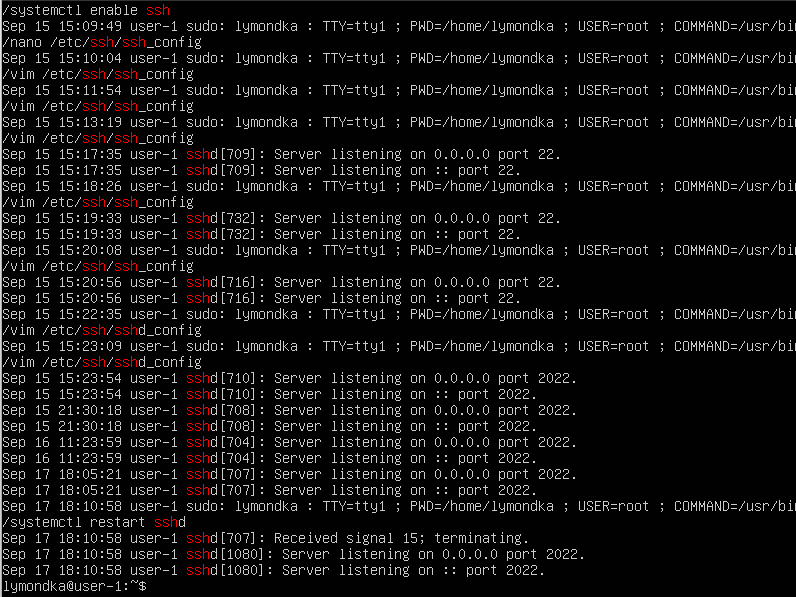 /systemctl enable ssh
Sep 15 15:09:49 user-1 sudo: lymondka : TTY=tty1 ; PWD=/home/lymondka ; USER=root ; COMMAND=/usr/bin
/nano /etc/ssh/ssh_config
Sep 15 15:10:04 user-1 sudo: lymondka : TTY=tty1 ; PWD=/home/lymondka ; USER=root ; COMMAND=/usr/bin
/vim /etc/ssh/ssh_config
Sep 15 15:11:54 user-1 sudo: lymondka : TTY=tty1 ; PWD=/home/lymondka ; USER=root ; COMMAND=/usr/bin
/vim /etc/ssh/ssh_config
Sep 15 15:13:19 user-1 sudo: lymondka : TTY=tty1 ; PWD=/home/lymondka ; USER=root ; COMMAND=/usr/bin
/vim /etc/ssh/ssh_config
Sep 15 15:17:35 user-1 sshd[709]: Server listening on 0.0.0.0 port 22.
Sep 15 15:17:35 user-1 sshd[709]: Server listening on :: port 22.
Sep 15 15:18:26 user-1 sudo: lymondka : TTY=tty1 ; PWD=/home/lymondka ; USER=root ; COMMAND=/usr/bin
/vim /etc/ssh/ssh_config
Sep 15 15:19:33 user-1 sshd[732]: Server listening on 0.0.0.0 port 22.
Sep 15 15:19:33 user-1 sshd[732]: Server listening on :: port 22.
Sep 15 15:20:08 user-1 sudo: lymondka : TTY=tty1 ; PWD=/home/lymondka ; USER=root ; COMMAND=/usr/bin
/vim /etc/ssh/ssh_config
Sep 15 15:20:56 user-1 sshd[716]: Server listening on 0.0.0.0 port 22.
Sep 15 15:20:56 user-1 sshd[716]: Server listening on :: port 22.
Sep 15 15:22:35 user-1 sudo: lymondka : TTY=tty1 ; PWD=/home/lymondka ; USER=root ; COMMAND=/usr/bin
/vim /etc/ssh/sshd_config
Sep 15 15:23:09 user-1 sudo: lymondka : TTY=tty1 ; PWD=/home/lymondka ; USER=root ; COMMAND=/usr/bin
/vim /etc/ssh/sshd_config
Sep 15 15:23:54 user-1 sshd[710]: Server listening on 0.0.0.0 port 2022.
Sep 15 15:23:54 user-1 sshd[710]: Server listening on :: port 2022.
Sep 15 21:30:18 user-1 sshd[708]: Server listening on 0.0.0.0 port 2022.
Sep 15 21:30:18 user-1 sshd[708]: Server listening on :: port 2022.
Sep 16 11:23:59 user-1 sshd[704]: Server listening on 0.0.0.0 port 2022.
Sep 16 11:23:59 user-1 sshd[704]: Server listening on :: port 2022.
Sep 17 18:05:21 user-1 sshd[707]: Server listening on 0.0.0.0 port 2022.
Sep 17 18:05:21 user-1 sshd[707]: Server listening on :: port 2022.
Sep 17 18:10:58 user-1 sudo: lymondka : TTY=tty1 ; PWD=/home/lymondka ; USER=root ; COMMAND=/usr/bin
/systemctl restart sshd
Sep 17 18:10:58 user-1 sshd[707]: Received signal 15; terminating.
Sep 17 18:10:58 user-1 sshd[1080]: Server listening on 0.0.0.0 port 2022.
Sep 17 18:10:58 user-1 sshd[1080]: Server listening on :: port 2022.
lymondka@user-1:~$